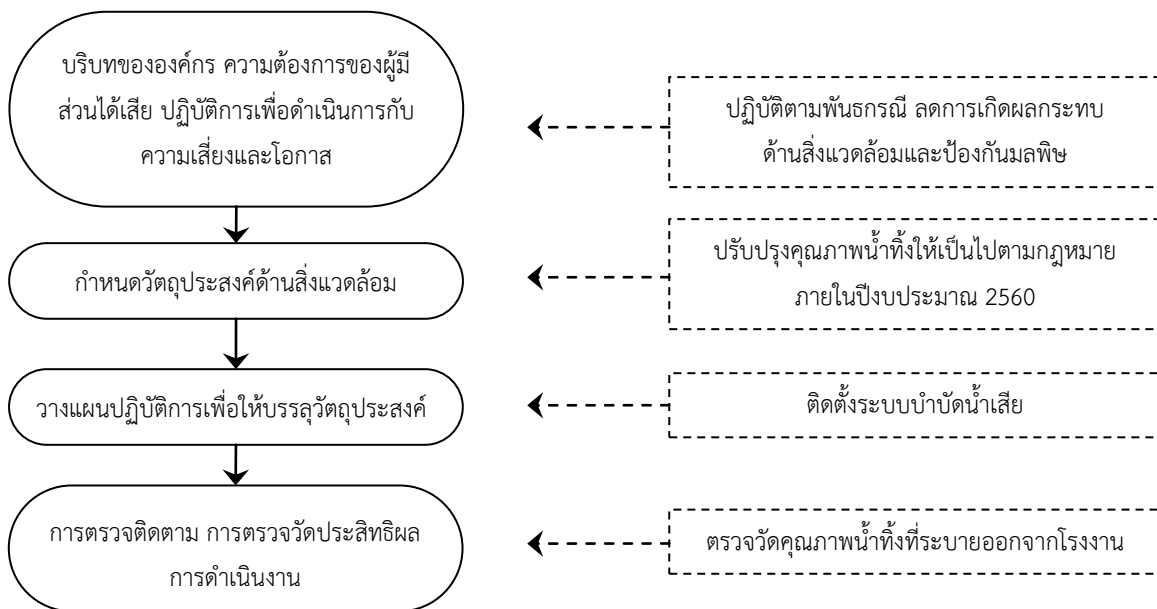 บริบทขององค์กร ความต้องการของผู้มี
ส่วนได้เสีย ปฏิบัติการเพื่อดำเนินการกับ
ความเสี่ยงและโอกาส
ปฏิบัติตามพันธกรณี ลดการเกิดผลกระทบ
ด้านสิ่งแวดล้อมและป้องกันมลพิษ
กำหนดวัตถุประสงค์ด้านสิ่งแวดล้อม
ปรับปรุงคุณภาพน้ำทิ้งให้เป็นไปตามกฎหมาย
ภายในปีงบประมาณ 2560
วางแผนปฏิบัติการเพื่อให้บรรลุวัตถุประสงค์
ติดตั้งระบบบำบัดน้ำเสีย
การตรวจติดตาม การตรวจวัดประสิทธิผล
การดำเนินงาน
ตรวจวัดคุณภาพน้ำทิ้งที่ระบายออกจากโรงงาน